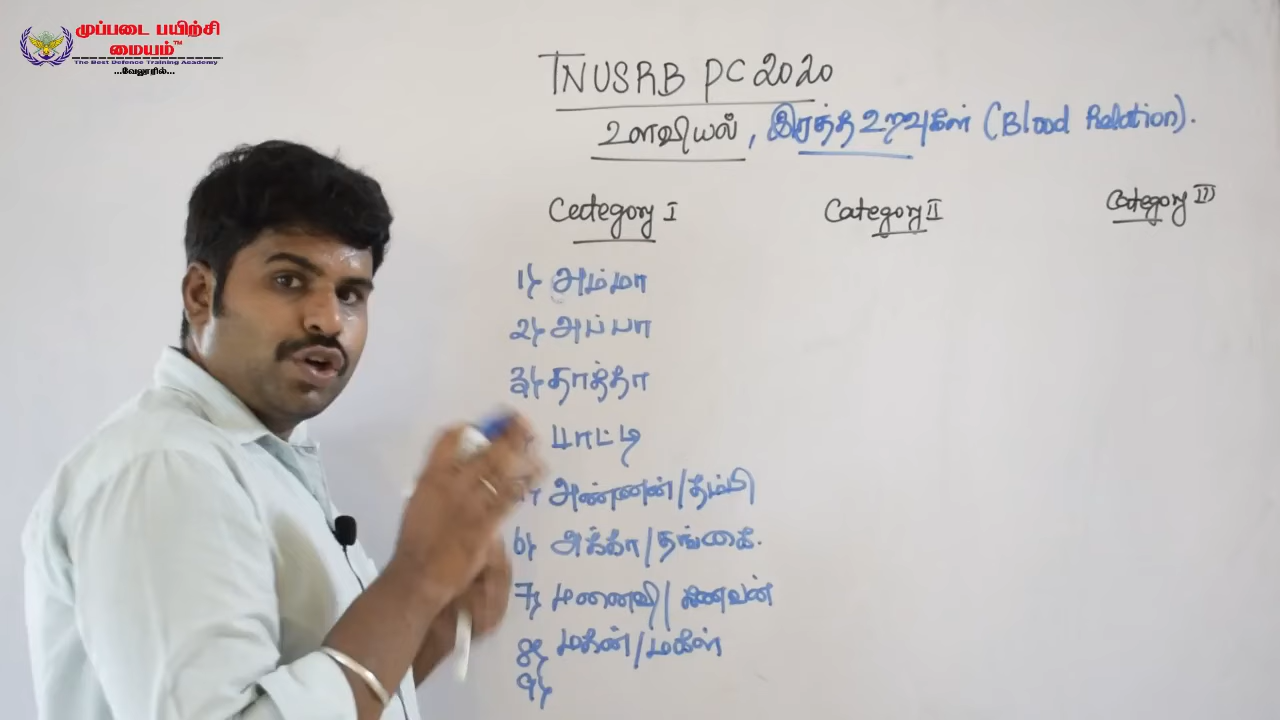 முப்படை பயிற்சி
மையம்™
The Best Defence Training Academy
...வேலூரில்...
TNUSRB PC 2020
உளவியல், இரத்த உறவுகள் (Blood Relation).
Cedegory I Category II Category III
1) அம்மா
2) அப்பா
3) தாத்தா
பாட்டி
அண்ணன்/தம்பி
6) அக்கா/தங்கை.
7) மனைவி/கணவன்
8) மகன்/மகள்
9)